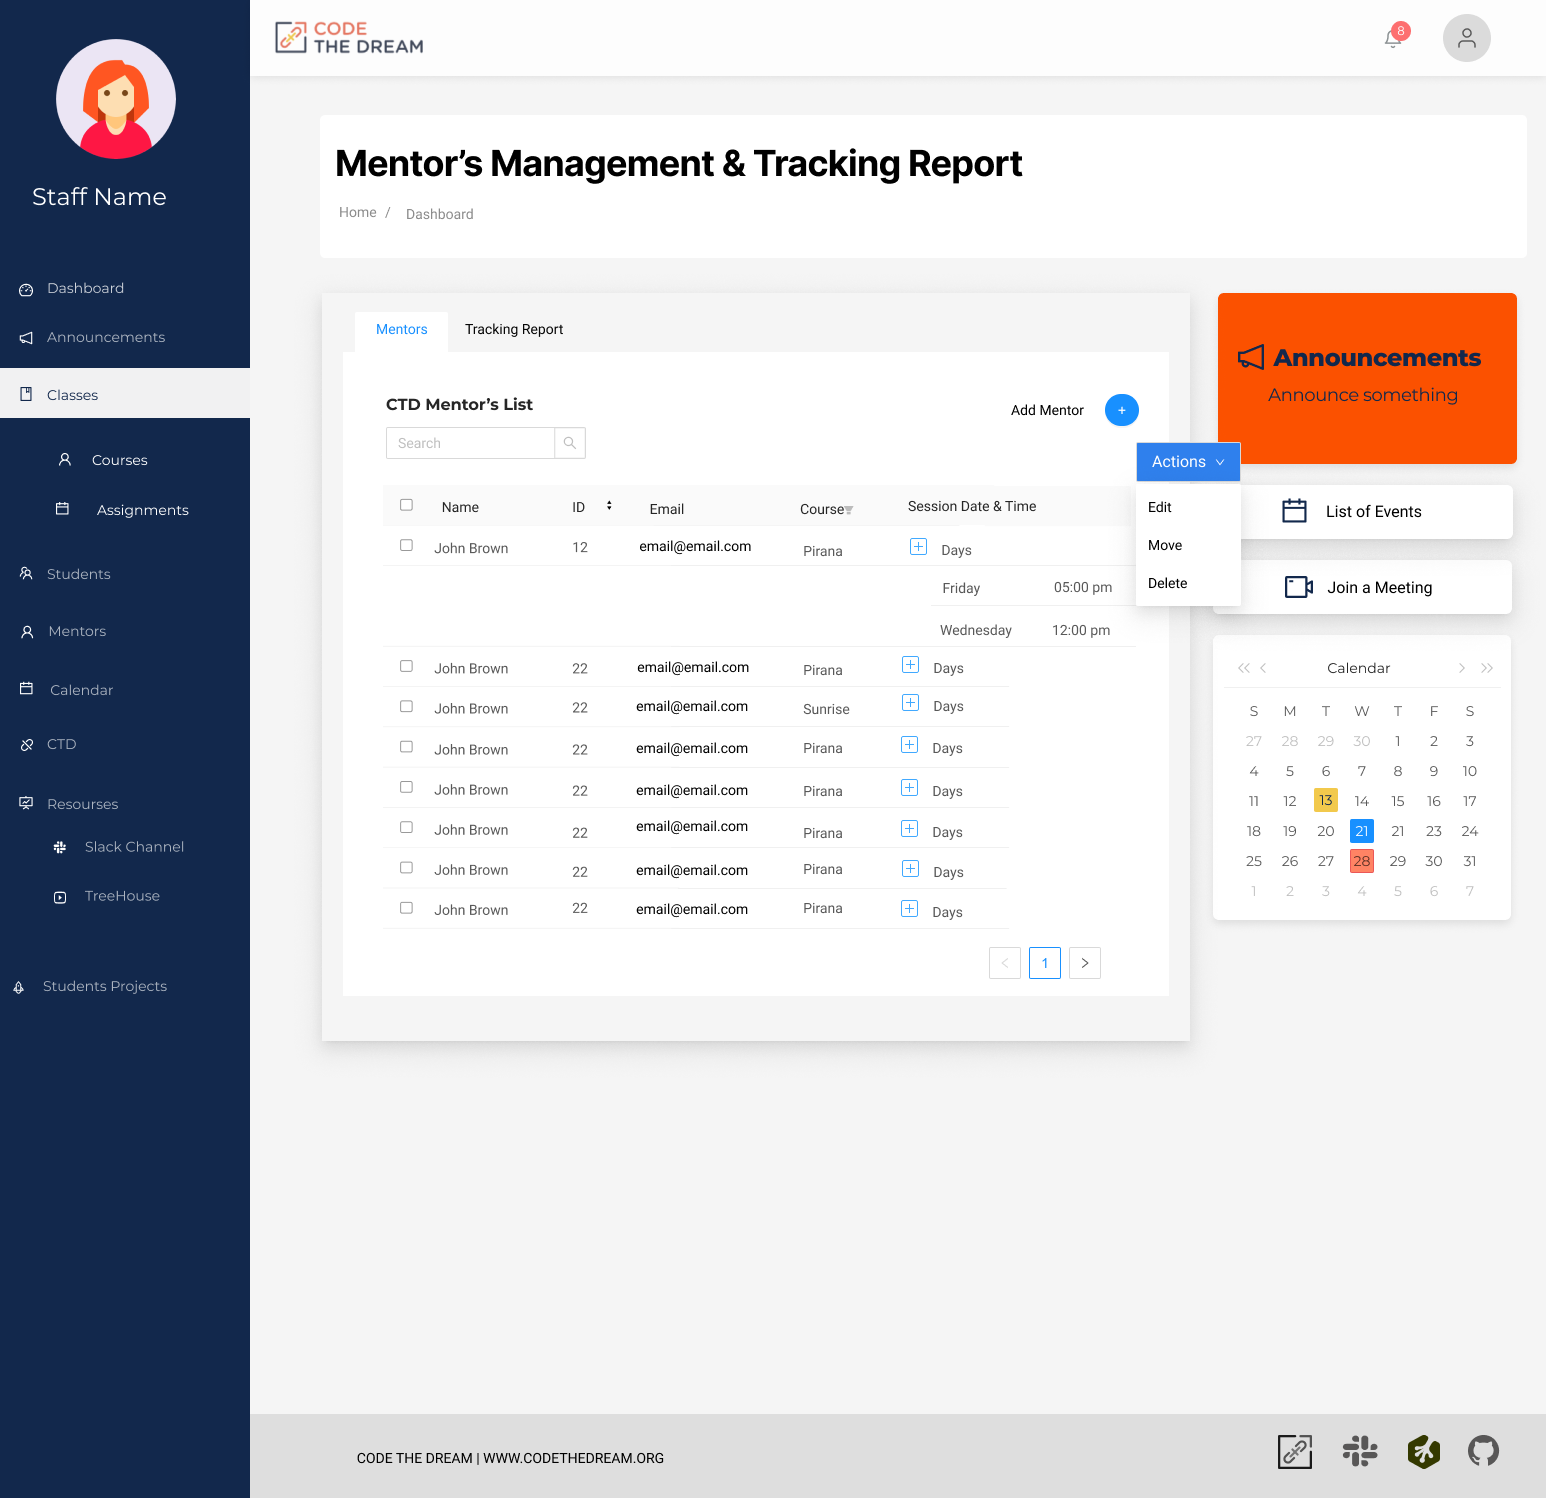 Staff Name
Dashboard
Announcements
Classes
Courses
Assignments
Students
Mentors
Calendar
CTD
Resourses
Slack Channel
TreeHouse
Students Projects
CODE
THE DREAM
8
Mentor’s Management & Tracking Report
Home / Dashboard
Mentors Tracking Report
CTD Mentor’s List
Add Mentor +
Search
Name ID Email Course Session Date & Time
John Brown 12 email@email.com Pirana Days
Friday 05:00 pm
Wednesday 12:00 pm
John Brown 22 email@email.com Pirana Days
John Brown 22 email@email.com Sunrise Days
John Brown 22 email@email.com Pirana Days
John Brown 22 email@email.com Pirana Days
John Brown 22 email@email.com Pirana Days
John Brown 22 email@email.com Pirana Days
John Brown 22 email@email.com Pirana Days
< 1 >
Actions
Edit
Move
Delete
Announcements
Announce something
List of Events
Join a Meeting
Calendar
S M T W T F S
27 28 29 30 1 2 3
4 5 6 7 8 9 10
11 12 13 14 15 16 17
18 19 20 21 21 23 24
25 26 27 28 29 30 31
1 2 3 4 5 6 7
CODE THE DREAM | WWW.CODETHEDREAM.ORG